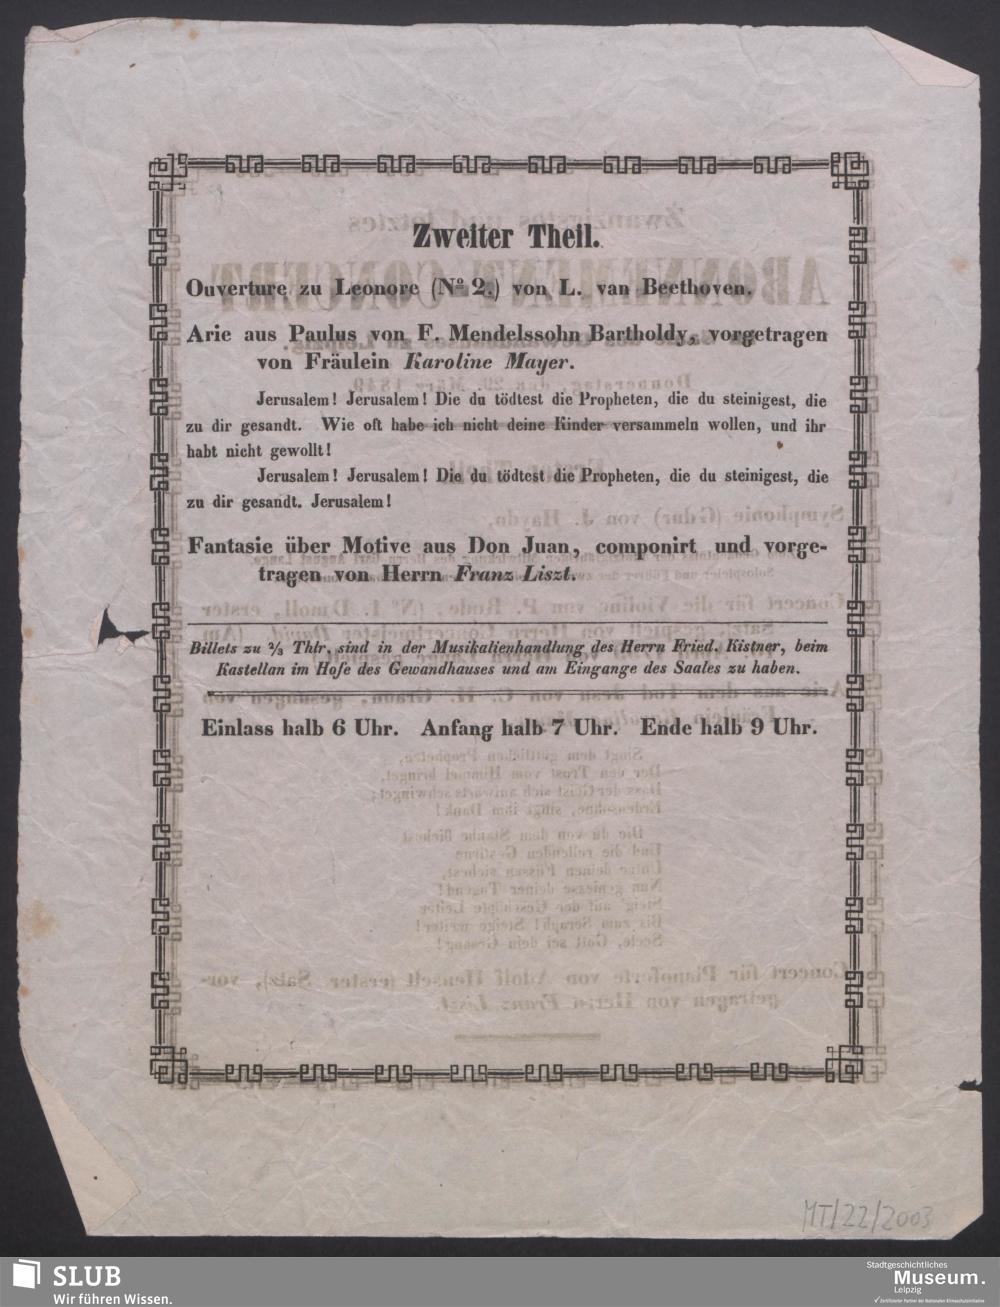 Zweiter Theil.
Ouverture zu Leonore (No 2.) von L. van Beethoven.
Arie aus Paulus von F. Mendelssohn Bartholdy, vorgetragen
von Fräulein Karoline Mayer.
Jerusalem! Jerusalem! Die du tödtest die Propheten, die du steinigest, die
zu dir gesandt. Wie oft habe ich nicht deine Kinder versammeln wollen, und ihr
habt nicht gewollt!
Jerusalem! Jerusalem! Die du tödtest die Propheten, die du steinigest, die
zu dir gesandt. Jerusalem!
Fantasie über Motive aus Don Juan, componirt und vorge-
tragen von Herrn Franz Liszt.
Billets zu ⅔ Thlr. sind in der Musikalienhandlung des Herrn Fried. Kistner, beim
Kastellan im Hofe des Gewandhauses und am Eingange des Saales zu haben.
Einlass halb 6 Uhr. Anfang halb 7 Uhr. Ende halb 9 Uhr.
MT/22/2003
SLUB
Wir führen Wissen.
Stadtgeschichtliches
Museum.
Leipzig
Zertifizierter Partner der Nationalen Klimaschutzinitiative